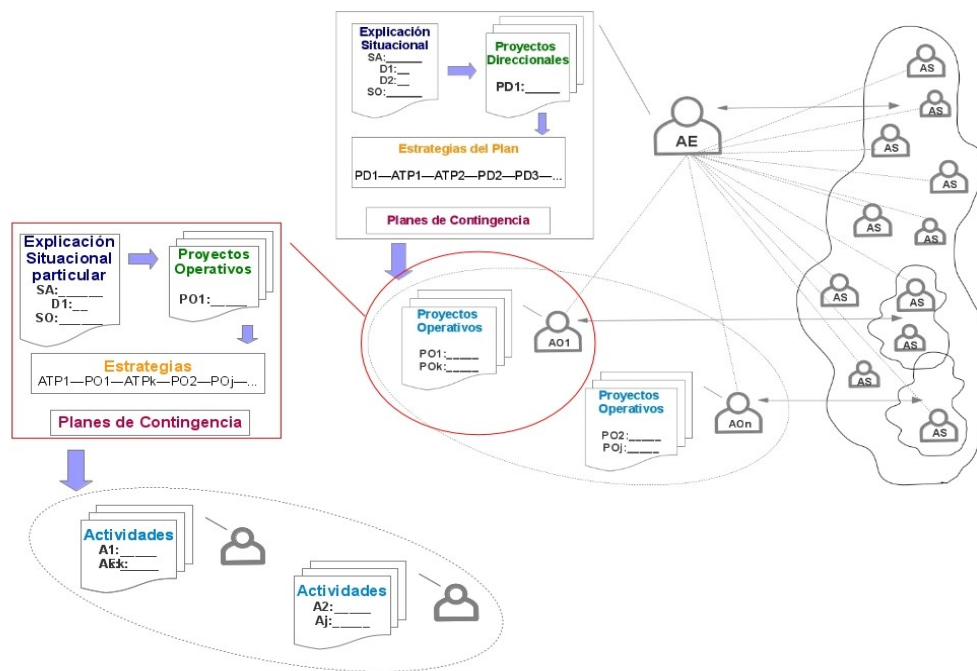 Explicación
Situacional
SA:_____
D1:__
D2:__
SO:_____
Proyectos
Direccionales
PD1:_____
Estrategias del Plan
PD1—ATP1—ATP2—PD2—PD3—...
Planes de Contingencia
AE
AS
AS
AS
AS
AS
AS
AS
AS
AS
AS
AS
Explicación
Situacional
particular
SA:______
D1:__
SO:______
Proyectos
Operativos
PO1:_____
Estrategias
ATP1—PO1—ATPk—PO2—POj—...
Planes de Contingencia
Proyectos
Operativos
PO1:_____
POk:_____
AO1
Proyectos
Operativos
PO2:_____
POj:_____
AOn
Actividades
A1:_____
Actividades
A2:_____
Aj:_____